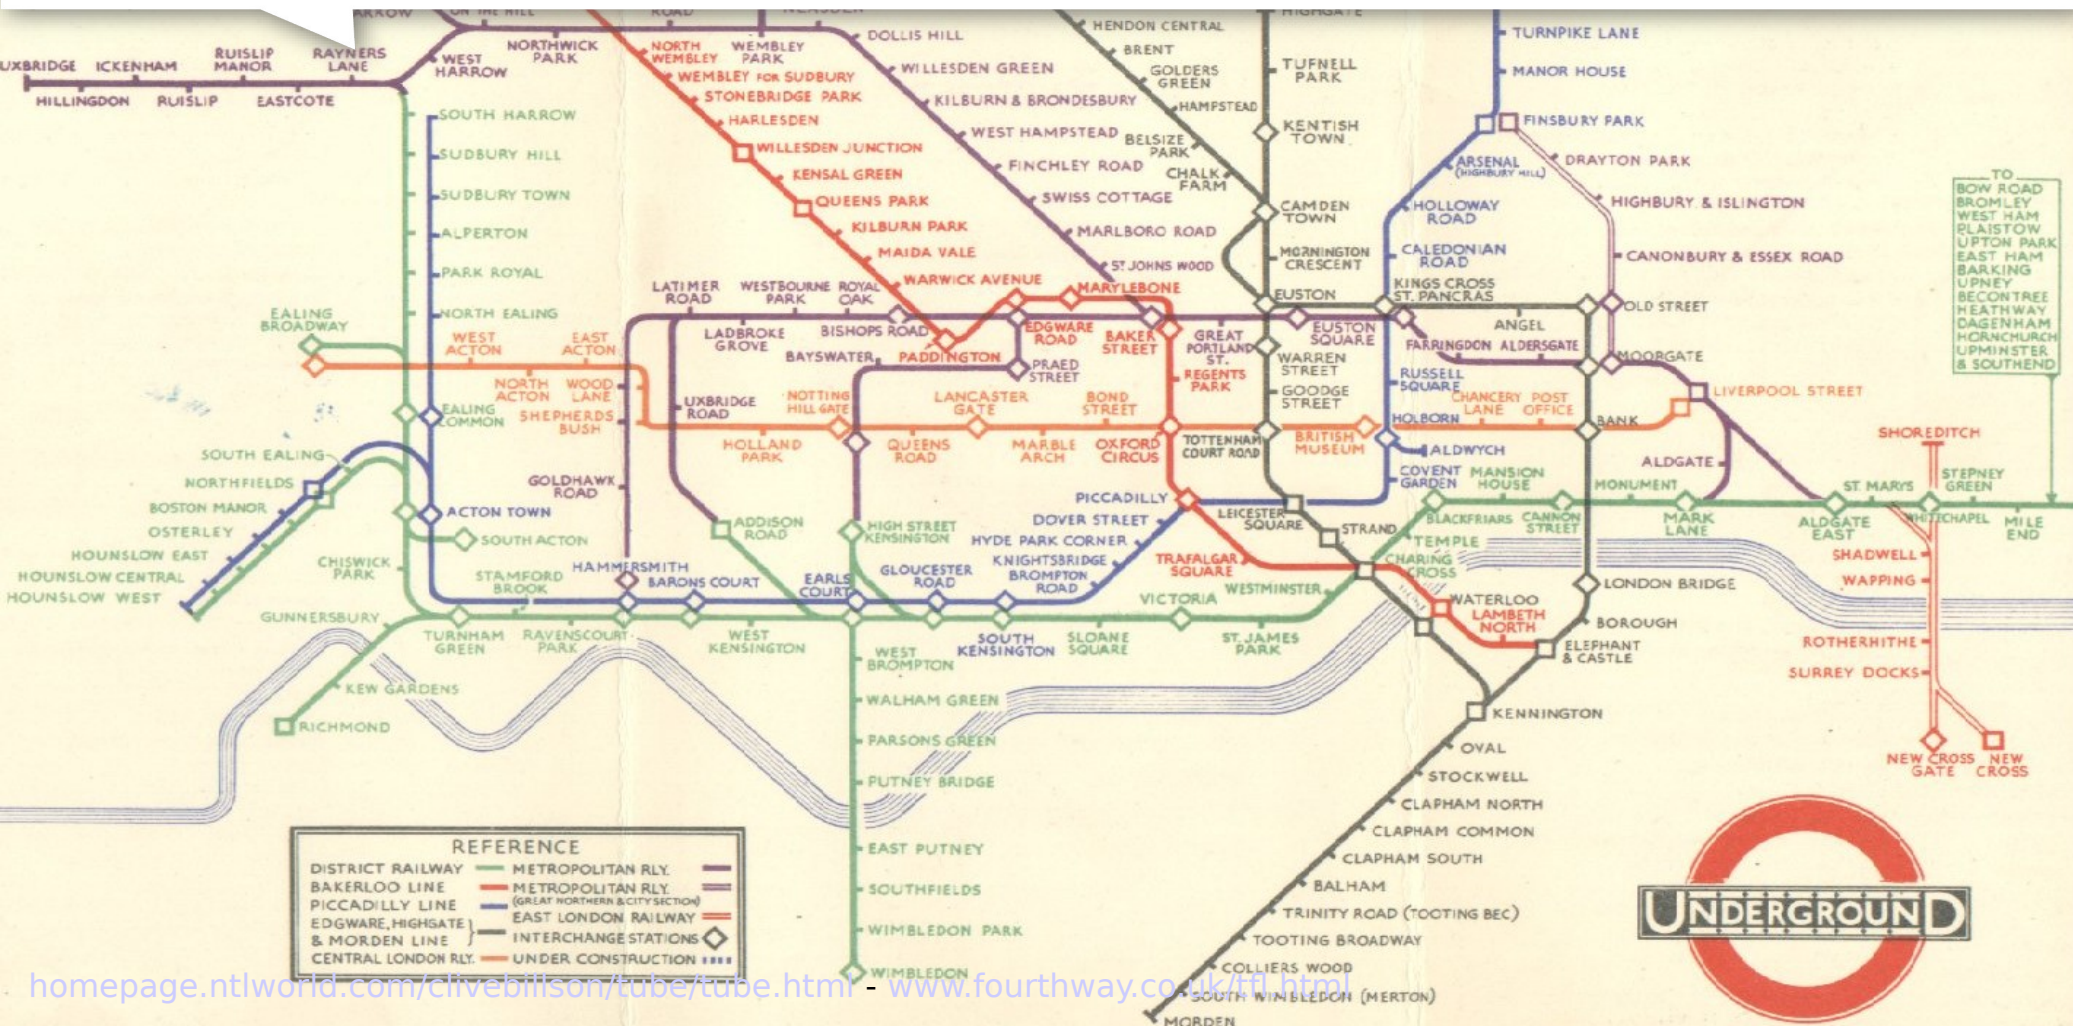 ARROW
ON THE HILL
ROAD
NEASDEN
UXBRIDGE
ICKENHAM
RUISLIP
MANOR
RAYNERS
LANE
HILLINGDON
RUISLIP
EASTCOTE
WEST
HARROW
NORTHWICK
PARK
NORTH
WEMBLEY
WEMBLEY
PARK
DOLLIS HILL
WILLESDEN GREEN
KILBURN & BRONDESBURY
WEST HAMPSTEAD
FINCHLEY ROAD
SWISS COTTAGE
MARLBORO ROAD
ST JOHNS WOOD
WEMBLEY FOR SUDBURY
STONEBRIDGE PARK
HARLESDEN
WILLESDEN JUNCTION
KENSAL GREEN
QUEENS PARK
KILBURN PARK
MAIDA VALE
WARWICK AVENUE
MARYLEBONE
HENDON CENTRAL
BRENT
GOLDERS
GREEN
HAMPSTEAD
BELSIZE
PARK
CHALK
FARM
HIGHGATE
TUFNELL
PARK
KENTISH
TOWN
CAMDEN
TOWN
MORNINGTON
CRESCENT
EUSTON
TURNPIKE LANE
MANOR HOUSE
FINSBURY PARK
ARSENAL
(HIGHBURY HILL)
HOLLOWAY
ROAD
CALEDONIAN
ROAD
KINGS CROSS
ST. PANCRAS
DRAYTON PARK
HIGHBURY & ISLINGTON
CANONBURY & ESSEX ROAD
OLD STREET
MOORGATE
TO
BOW ROAD
BROMLEY
WEST HAM
PLAISTOW
UPTON PARK
EAST HAM
BARKING
UPNEY
BECONTREE
HEATHWAY
DAGENHAM
HORNCHURCH
UPMINSTER
& SOUTHEND
SOUTH HARROW
SUDBURY HILL
SUDBURY TOWN
ALPERTON
PARK ROYAL
NORTH EALING
EALING
COMMON
EALING
BROADWAY
WEST
ACTON
EAST
ACTON
NORTH
ACTON
WOOD
LANE
SHEPHERDS
BUSH
LATIMER
ROAD
WESTBOURNE
PARK
ROYAL
OAK
LADBROKE
GROVE
BISHOPS ROAD
BAYSWATER
PADDINGTON
EDGWARE
ROAD
PRAED
STREET
BAKER
STREET
GREAT
PORTLAND
ST.
REGENTS
PARK
EUSTON
SQUARE
WARREN
STREET
GOODGE
STREET
ANGEL
FARRINGDON
ALDERSGATE
RUSSELL
SQUARE
UXBRIDGE
ROAD
NOTTING
HILL GATE
LANCASTER
GATE
BOND
STREET
HOLLAND
PARK
QUEENS
ROAD
MARBLE
ARCH
OXFORD
CIRCUS
TOTTENHAM
COURT ROAD
BRITISH
MUSEUM
HOLBORN
CHANCERY
LANE
POST
OFFICE
BANK
LIVERPOOL STREET
ALDWYCH
COVENT
GARDEN
SHOREDITCH
ALDGATE
SOUTH EALING
NORTHFIELDS
BOSTON MANOR
OSTERLEY
HOUNSLOW EAST
HOUNSLOW CENTRAL
HOUNSLOW WEST
ACTON TOWN
SOUTH ACTON
CHISWICK
PARK
GOLDHAWK
ROAD
ADDISON
ROAD
HIGH STREET
KENSINGTON
PICCADILLY
DOVER STREET
HYDE PARK CORNER
KNIGHTSBRIDGE
BROMPTON
ROAD
LEICESTER
SQUARE
STRAND
TRAFALGAR
SQUARE
WESTMINSTER
CHARING
CROSS
TEMPLE
BLACKFRIARS
MANSION
HOUSE
CANNON
STREET
MONUMENT
MARK
LANE
ALDGATE
EAST
ST. MARYS
WHITECHAPEL
STEPNEY
GREEN
MILE
END
SHADWELL
WAPPING
ROTHERHITHE
SURREY DOCKS
NEW CROSS
GATE
NEW
CROSS
GUNNERSBURY
KEW GARDENS
RICHMOND
TURNHAM
GREEN
STAMFORD
BROOK
RAVENSCOURT
PARK
HAMMERSMITH
BARONS COURT
WEST
KENSINGTON
EARLS
COURT
GLOUCESTER
ROAD
SOUTH
KENSINGTON
SLOANE
SQUARE
VICTORIA
ST. JAMES
PARK
WATERLOO
LAMBETH
NORTH
LONDON BRIDGE
BOROUGH
ELEPHANT
& CASTLE
KENNINGTON
OVAL
STOCKWELL
CLAPHAM NORTH
CLAPHAM COMMON
CLAPHAM SOUTH
BALHAM
TRINITY ROAD (TOOTING BEC)
TOOTING BROADWAY
COLLIERS WOOD
SOUTH WIMBLEDON (MERTON)
MORDEN
WEST
BROMPTON
WALHAM GREEN
PARSONS GREEN
PUTNEY BRIDGE
EAST PUTNEY
SOUTHFIELDS
WIMBLEDON PARK
WIMBLEDON
REFERENCE
DISTRICT RAILWAY
BAKERLOO LINE
PICCADILLY LINE
EDGWARE, HIGHGATE
& MORDEN LINE
CENTRAL LONDON RLY.
METROPOLITAN RLY.
METROPOLITAN RLY.
(GREAT NORTHERN & CITY SECTION)
EAST LONDON RAILWAY
INTERCHANGE STATIONS
UNDER CONSTRUCTION
UNDERGROUND
homepage.ntlworld.com/clivebillson/tube/tube.html - www.fourthway.co.uk/tfl.html